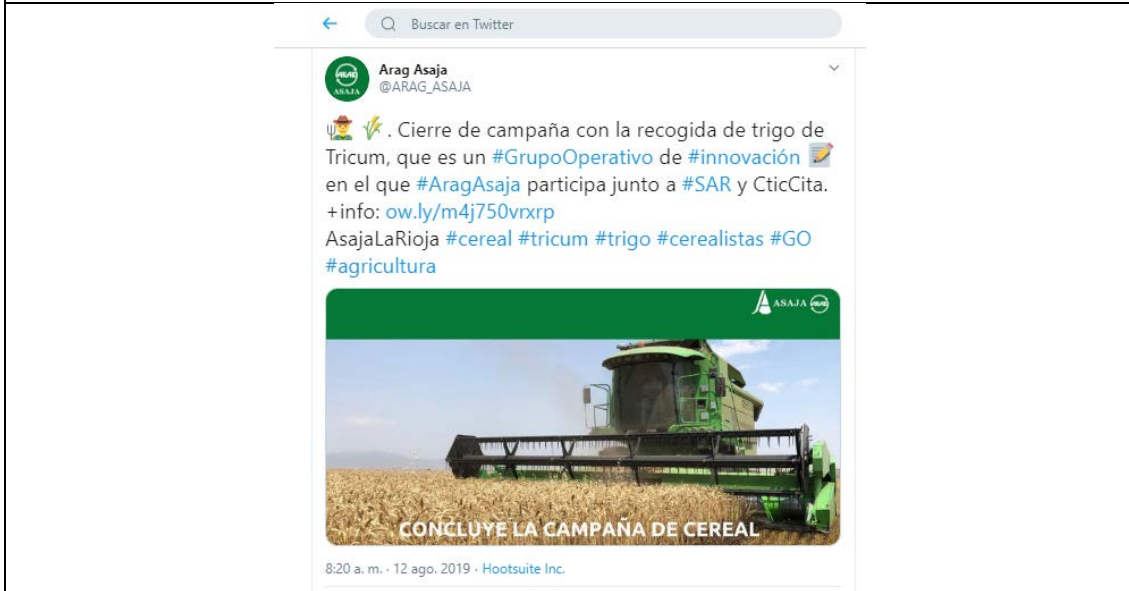 Buscar en Twitter
Arag Asaja
@ARAG_ASAJA
. Cierre de campaña con la recogida de trigo de
Tricum, que es un #GrupoOperativo de #innovación
en el que #AragAsaja participa junto a #SAR y CticCita.
+info: ow.ly/m4j750vrxrp
AsajaLaRioja #cereal #tricum #trigo #cerealistas #GO
#agricultura
ASAJA ARAG
CONCLUYE LA CAMPAÑA DE CEREAL
8:20 a. m. · 12 ago. 2019 · Hootsuite Inc.